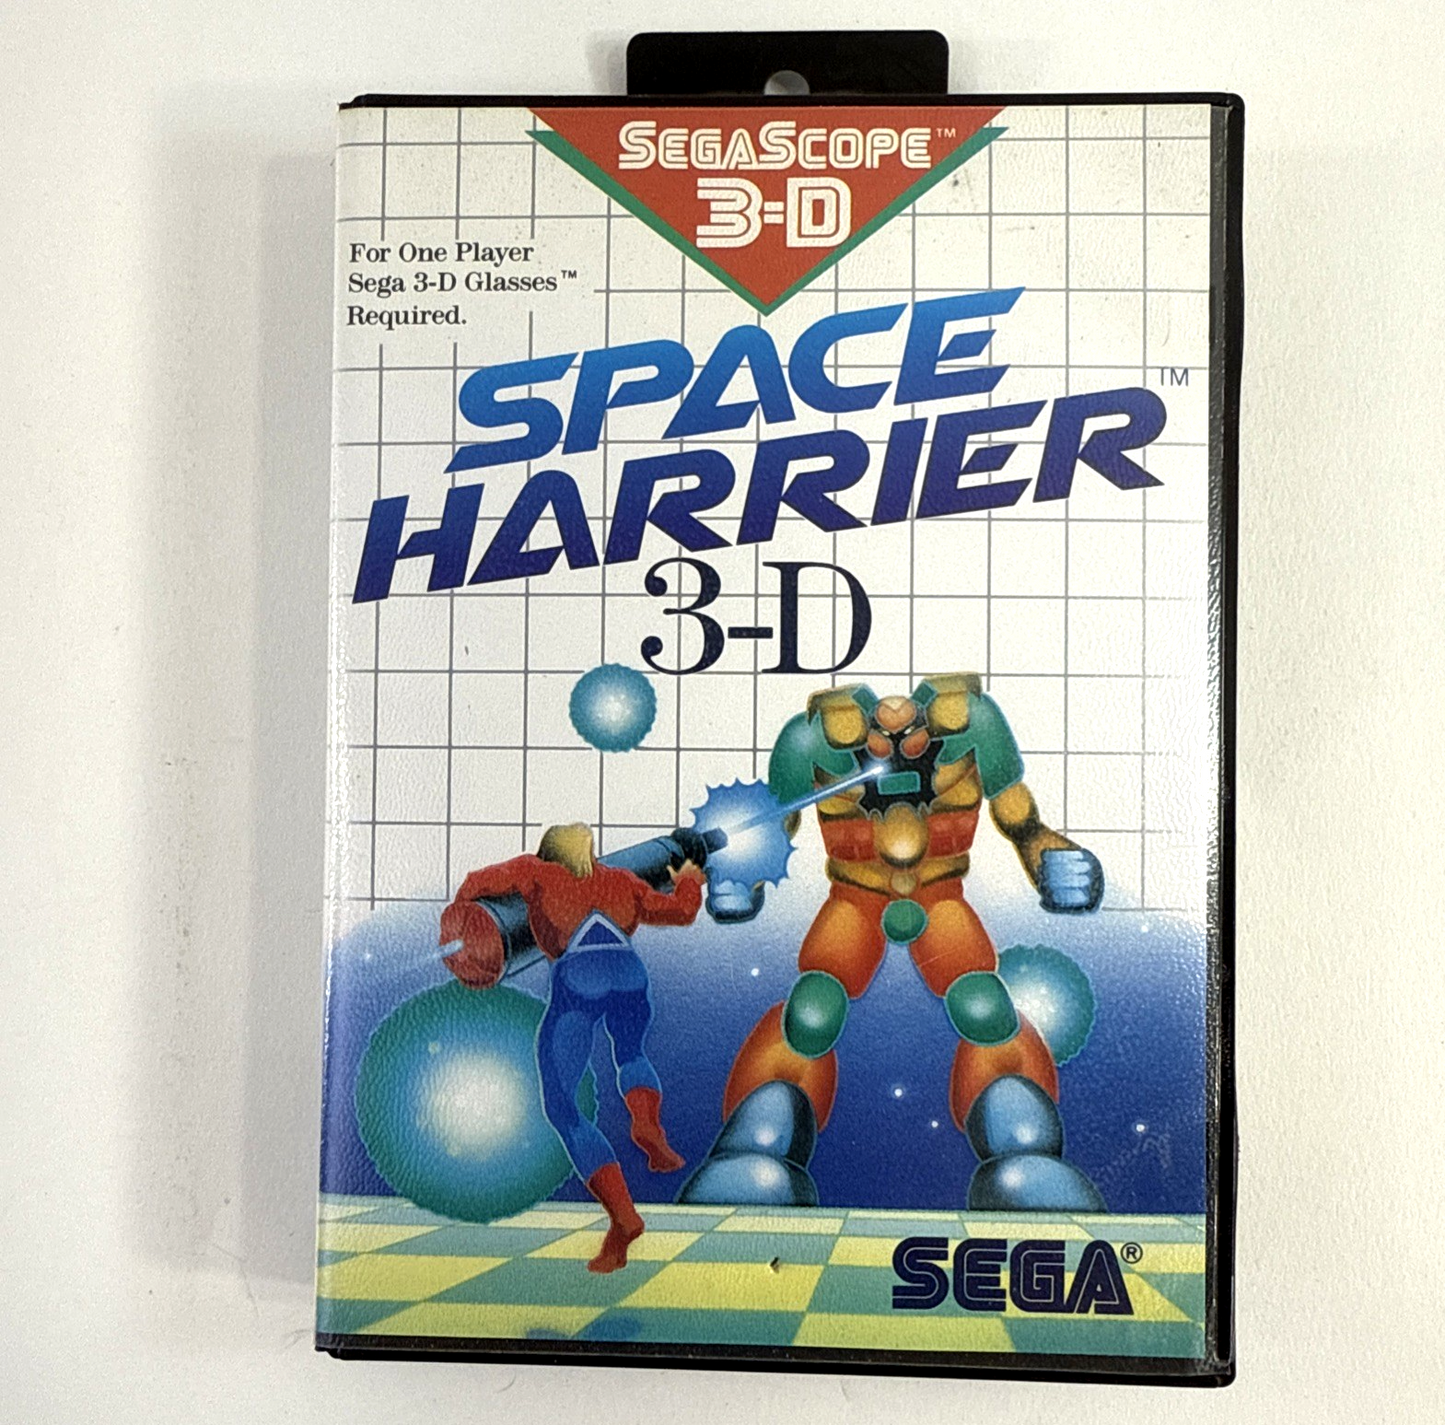 SEGASCOPE™
3-D
For One Player
Sega 3-D Glasses™
Required.
SPACE
HARRIER™
3-D
SEGA®